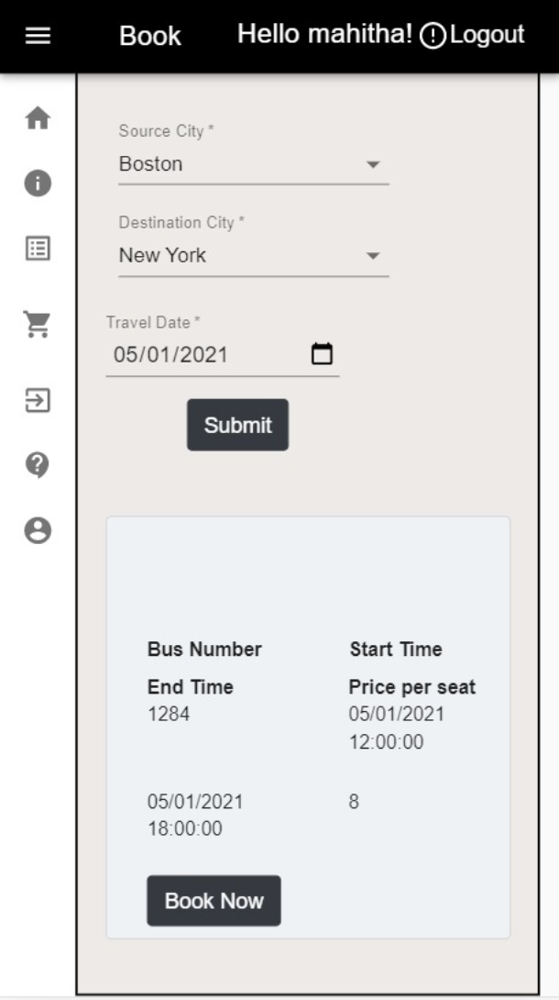 Book Hello mahitha! Logout
Source City *
Boston
Destination City *
New York
Travel Date *
05/01/2021
Submit
Bus Number Start Time
End Time Price per seat
1284 05/01/2021
12:00:00
05/01/2021 8
18:00:00
Book Now